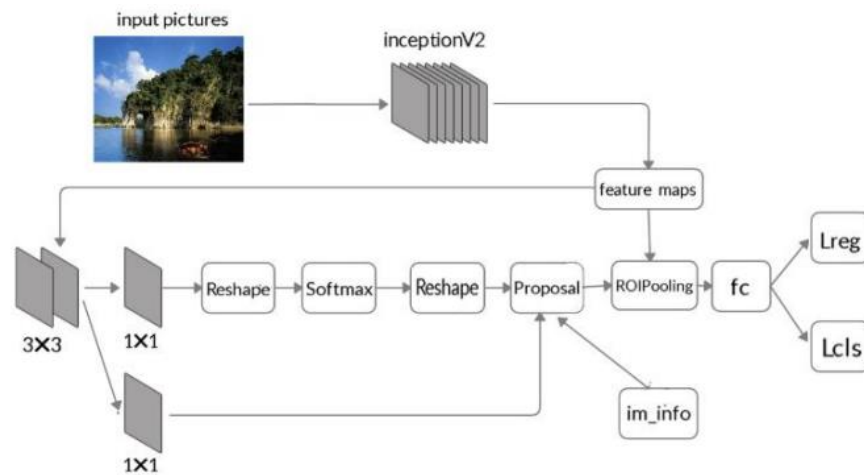 input pictures
inceptionV2
feature maps
Lreg
Reshape
Softmax
Reshape
Proposal
ROIPooling
fc
3×3
1×1
Lcls
im_info
1×1